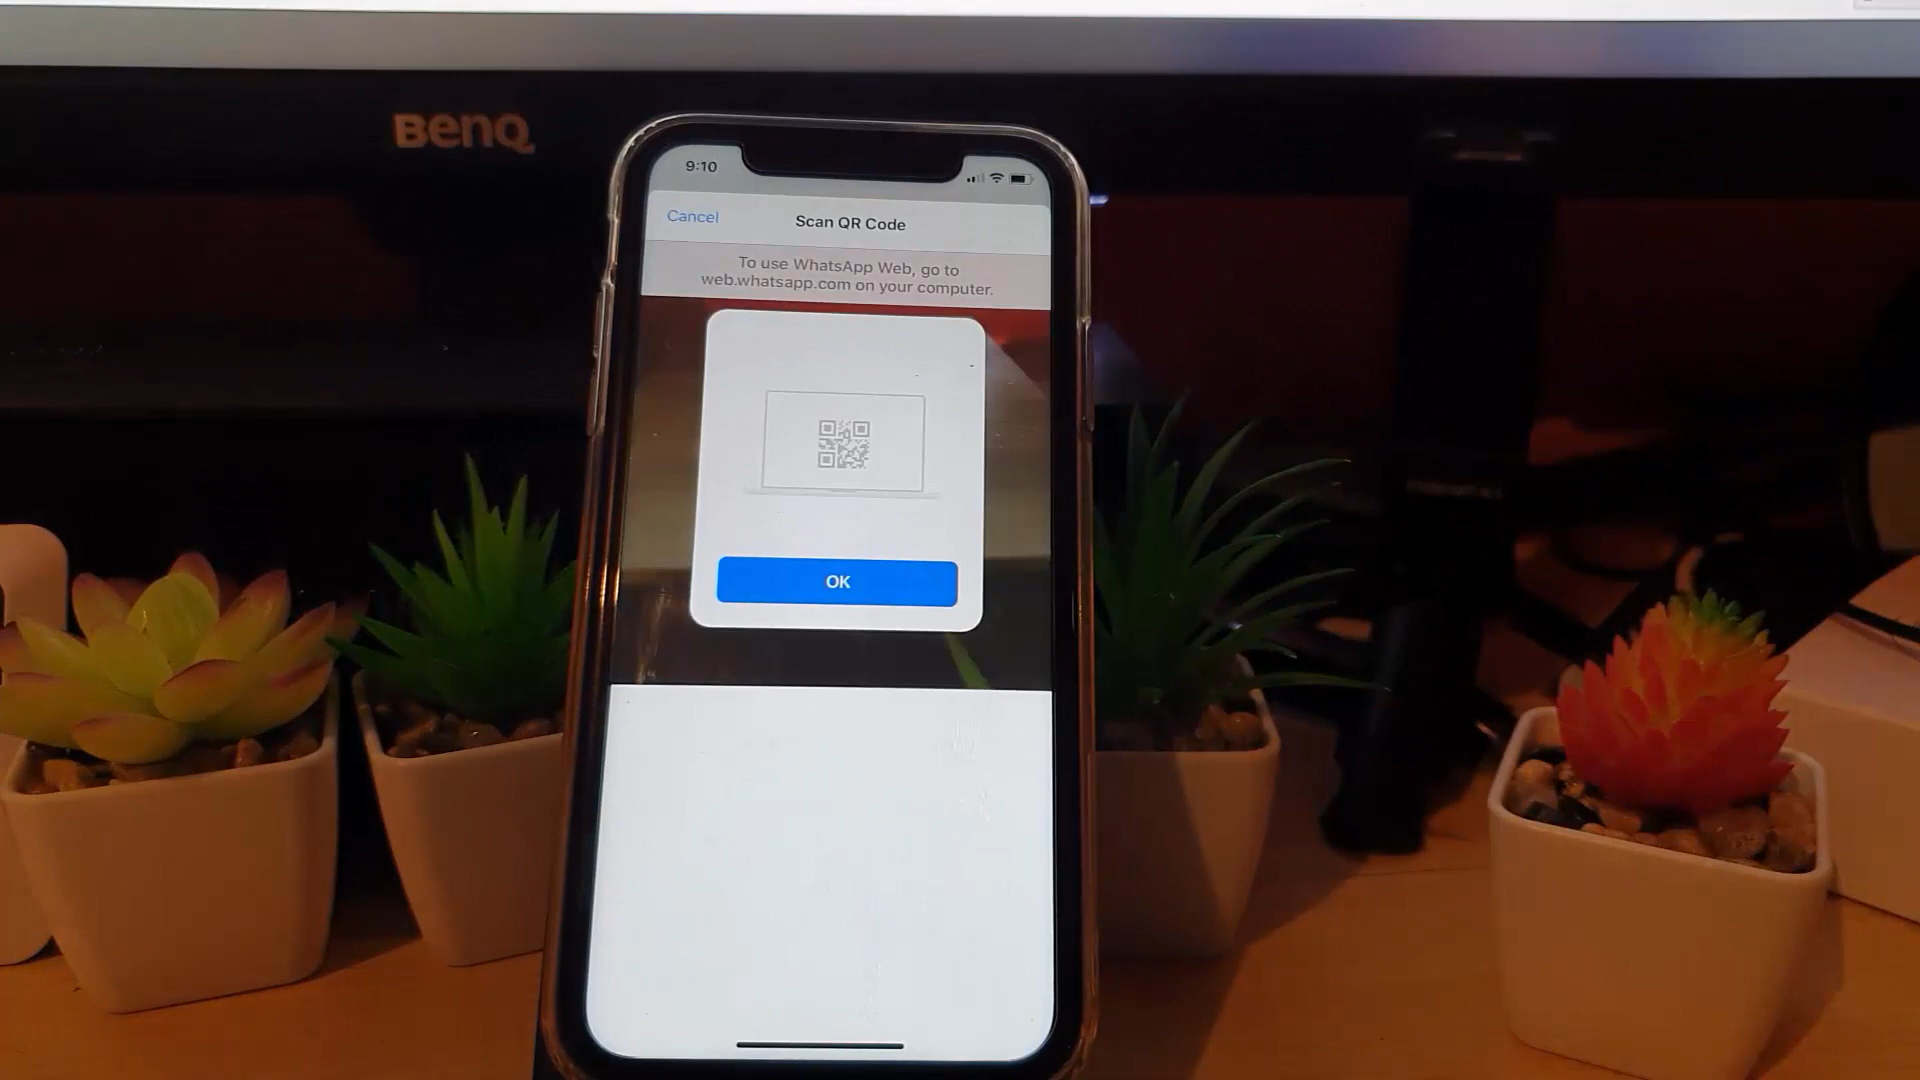 BenQ
9:10
Cancel
Scan QR Code
To use WhatsApp Web, go to
web.whatsapp.com on your computer.
OK